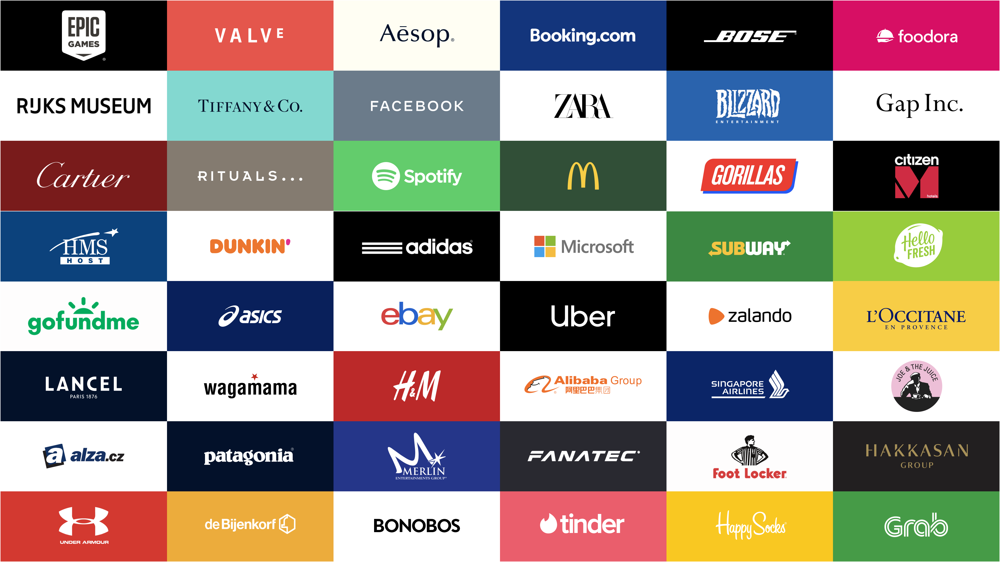 EPIC
GAMES
®
VALVE
Aēsop®
Booking.com
BOSE®
foodora
RIJKS MUSEUM
TIFFANY & CO.
FACEBOOK
ZARA
BLIZZARD
ENTERTAINMENT
Gap Inc.
Cartier
RITUALS...
Spotify
M
GORILLAS
citizen
M
hotels
HMS
HOST
DUNKIN'
adidas®
Microsoft
SUBWAY®
Hello
FRESH
gofundme
asics
ebay
Uber
zalando
L'OCCITANE
EN PROVENCE
LANCEL
PARIS 1876
wagamama
H&M
Alibaba Group
®阿里巴巴集团
SINGAPORE
AIRLINES
JOE & THE JUICE
a alza.cz
patagonia®
M
MERLIN
ENTERTAINMENTS GROUP®
FANATEC®
Foot Locker®
HAKKASAN
GROUP
UNDER ARMOUR
de Bijenkorf
BONOBOS
tinder
Happy Socks®
Grab